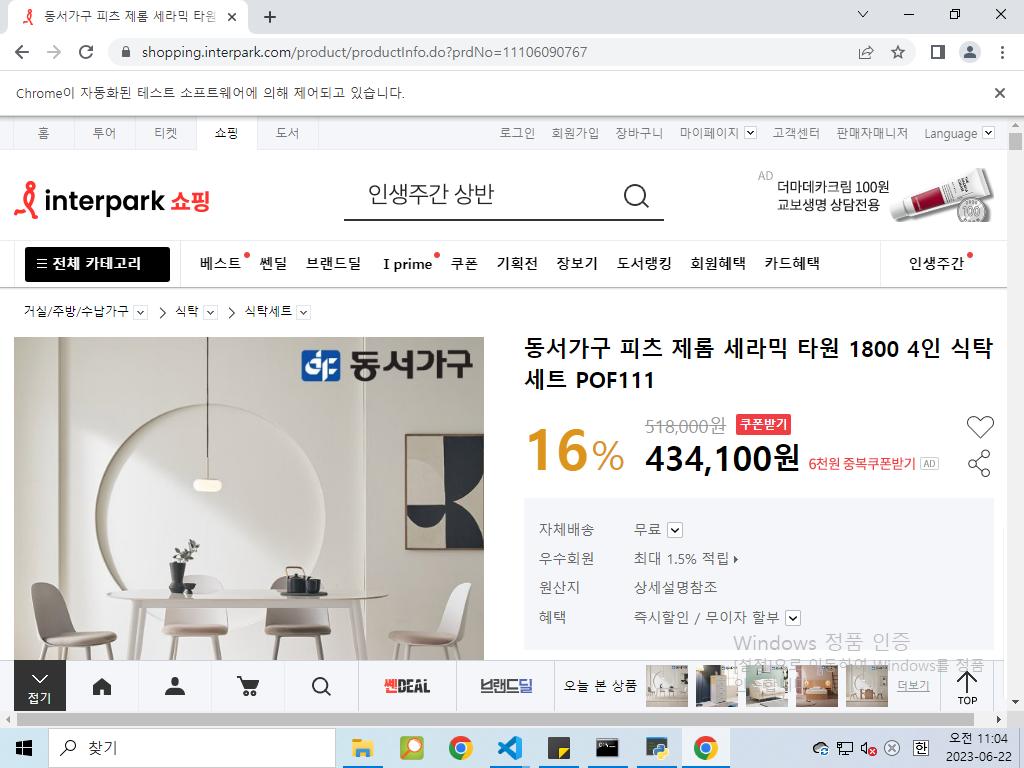 동서가구 피츠 제롬 세라믹 타원
shopping.interpark.com/product/productInfo.do?prdNo=11106090767
Chrome이 자동화된 테스트 소프트웨어에 의해 제어되고 있습니다.
홈 투어 티켓 쇼핑 도서 로그인 회원가입 장바구니 마이페이지 고객센터 판매자매니저 Language
interpark 쇼핑
인생주간 상반
AD
더마데카크림 100원
교보생명 상담전용
전체 카테고리 베스트 쎈딜 브랜드딜 I prime 쿠폰 기획전 장보기 도서랭킹 회원혜택 카드혜택 인생주간
거실/주방/수납가구 식탁 식탁세트
동서가구
동서가구 피츠 제롬 세라믹 타원 1800 4인 식탁
세트 POF111
16%
518,000원 쿠폰받기
434,100원 6천원 중복쿠폰받기 AD
자체배송 무료
우수회원 최대 1.5% 적립
원산지 상세설명참조
혜택 즉시할인 / 무이자 할부
Windows 정품 인증
[설정]으로 이동하여 Windows를 정품
접기 쎈DEAL 브랜드딜 오늘 본 상품 더보기 TOP
찾기
오전 11:04
한
2023-06-22